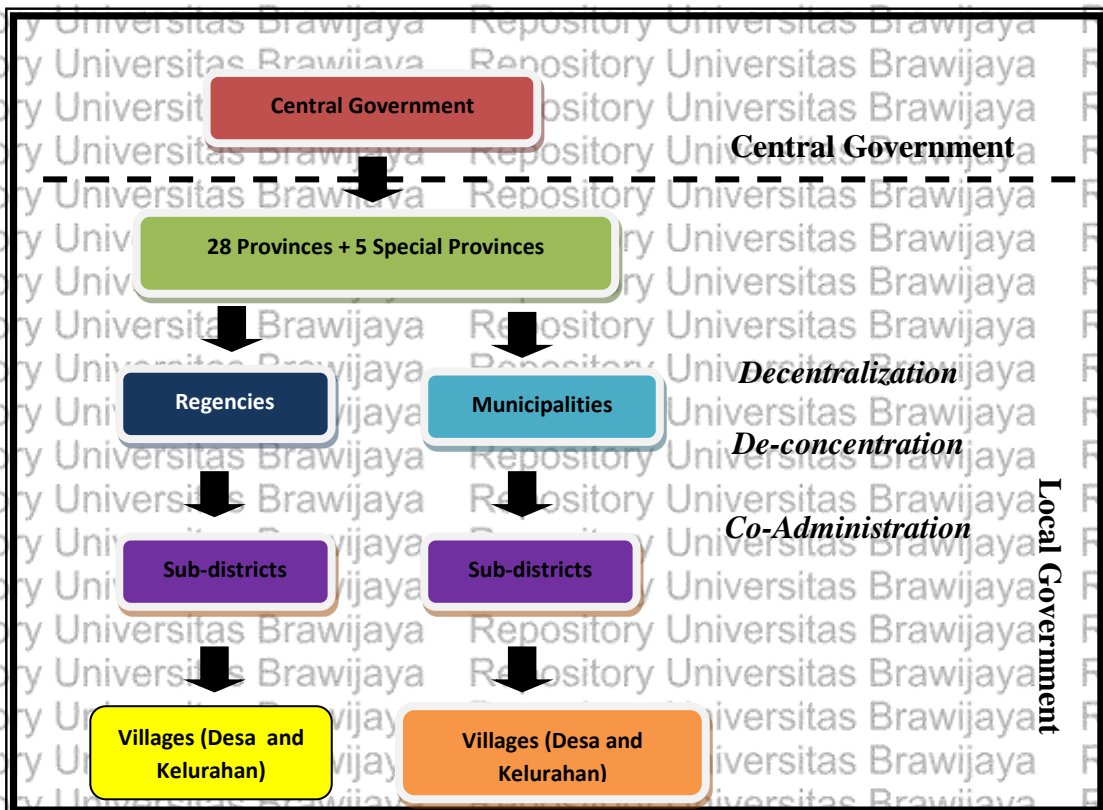 Central Government
Central Government
28 Provinces + 5 Special Provinces
Decentralization
Regencies
Municipalities
De-concentration
Co-Administration
Sub-districts
Sub-districts
Local Government
Villages (Desa and
Kelurahan)
Villages (Desa and
Kelurahan)
Repository Universitas Brawijaya